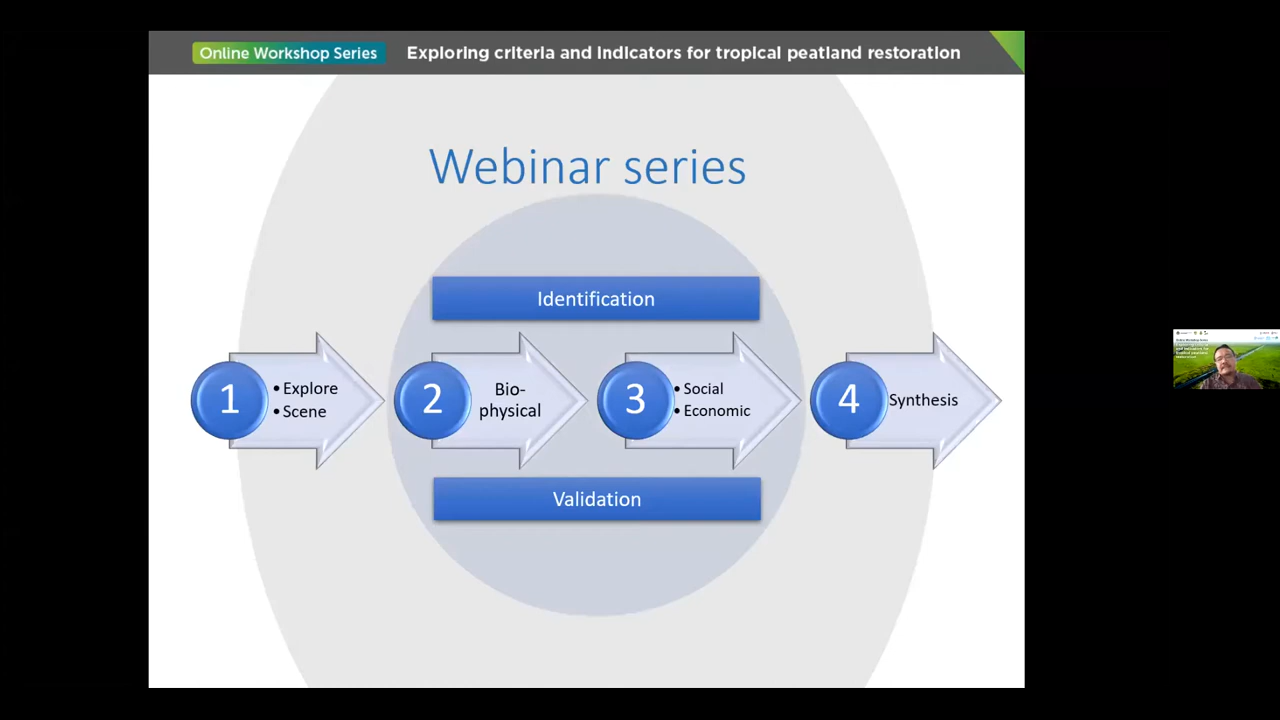 Online Workshop Series
Exploring criteria and indicators for tropical peatland restoration
Webinar series
Identification
1
• Explore
• Scene
2
Bio-
physical
3
• Social
• Economic
4
Synthesis
Validation